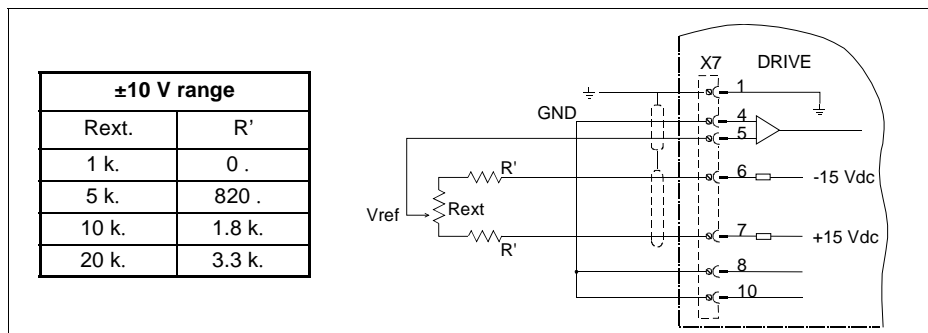 ±10 V range
Rext. R'
1 k. 0 .
5 k. 820 .
10 k. 1.8 k.
20 k. 3.3 k.
X7 DRIVE
1
GND
4
5
R' 6 -15 Vdc
Vref Rext
R' 7 +15 Vdc
8
10